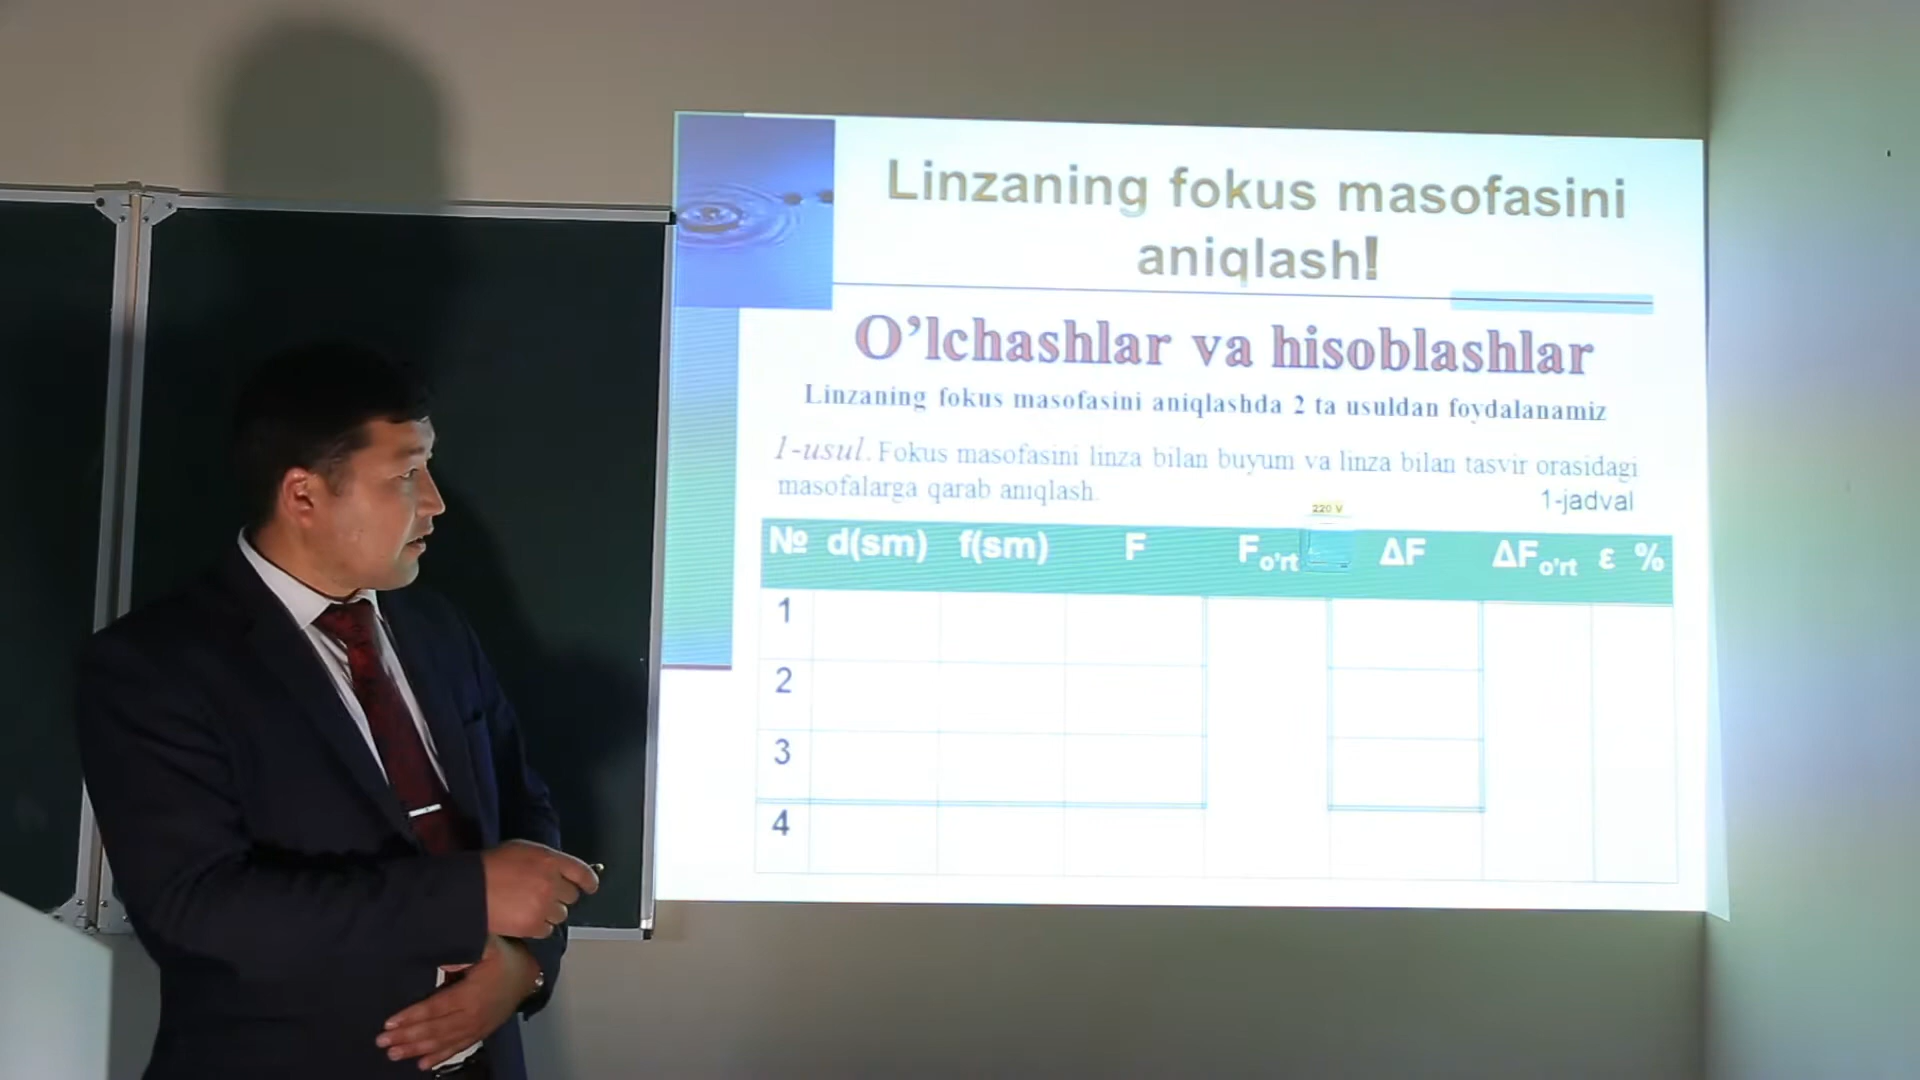 Linzaning fokus masofasini
aniqlash!
O’lchashlar va hisoblashlar
Linzaning fokus masofasini aniqlashda 2 ta usuldan foydalanamiz
1-usul. Fokus masofasini linza bilan buyum va linza bilan tasvir orasidagi
masofalarga qarab aniqlash.
1-jadval
220 V
№ d(sm) f(sm) F Fo’rt ΔF ΔFo’rt ε %
1
2
3
4